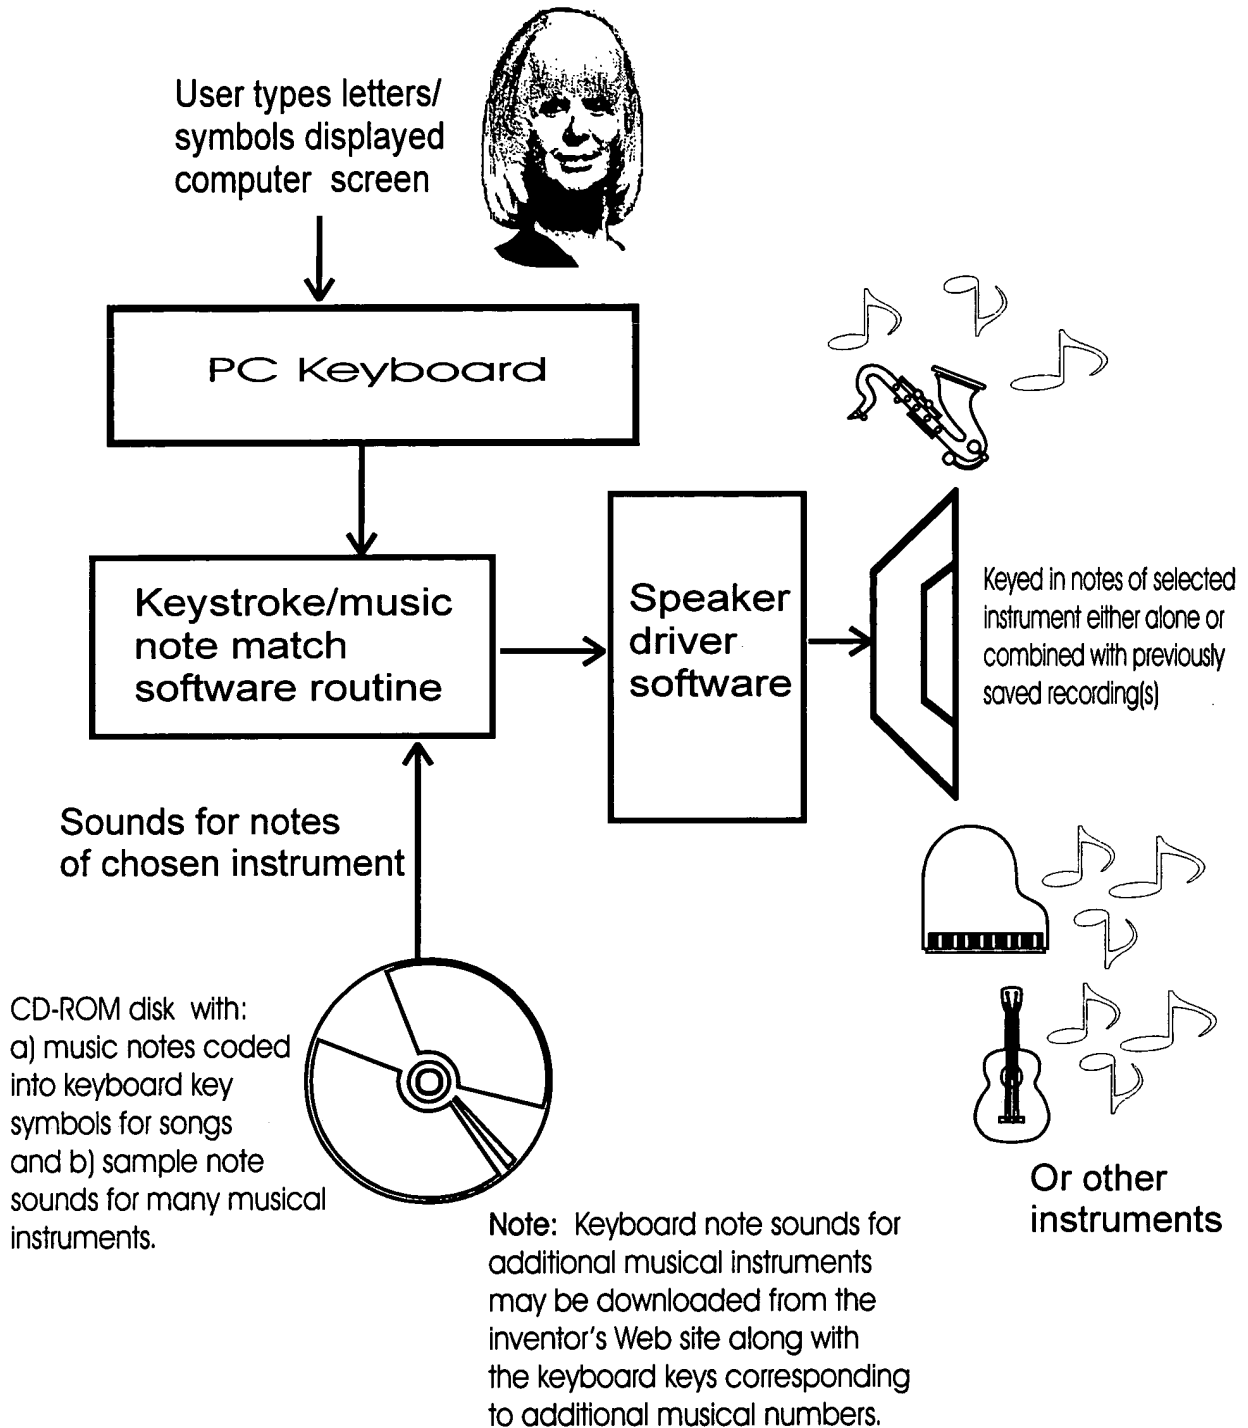 User types letters/
symbols displayed
computer screen
PC Keyboard
Keystroke/music
note match
software routine
Speaker
driver
software
Keyed in notes of selected
instrument either alone or
combined with previously
saved recording(s)
Sounds for notes
of chosen instrument
CD-ROM disk with:
a) music notes coded
into keyboard key
symbols for songs
and b) sample note
sounds for many musical
instruments.
Or other
instruments
Note: Keyboard note sounds for
additional musical instruments
may be downloaded from the
inventor's Web site along with
the keyboard keys corresponding
to additional musical numbers.